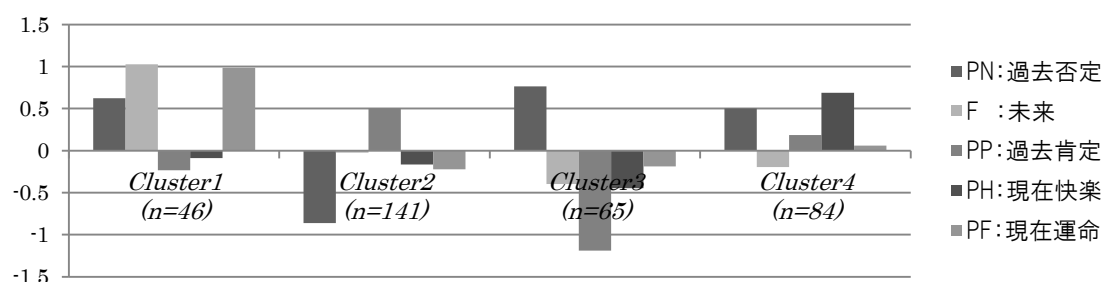 1.5
1
0.5
0
-0.5
-1
-1.5
Cluster1
(n=46)
Cluster2
(n=141)
Cluster3
(n=65)
Cluster4
(n=84)
PN:過去否定
F :未来
PP:過去肯定
PH:現在快楽
PF:現在運命